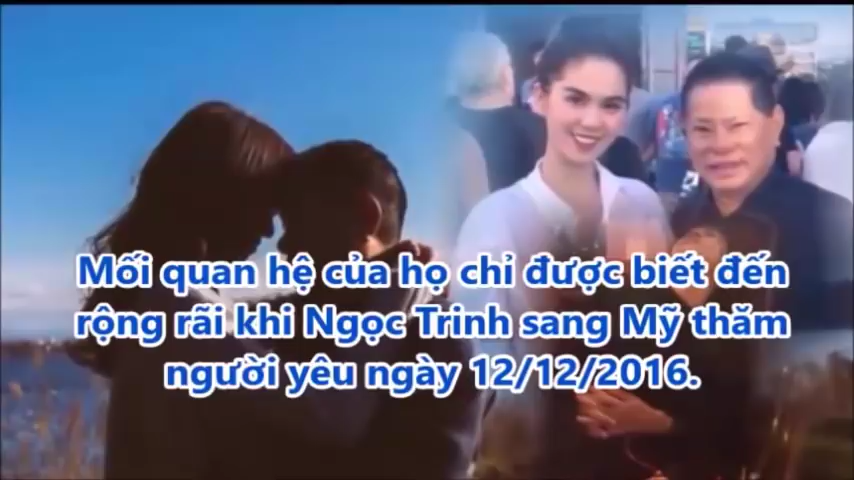 Mối quan hệ của họ chỉ được biết đến
rộng rãi khi Ngọc Trinh sang Mỹ thăm
người yêu ngày 12/12/2016.